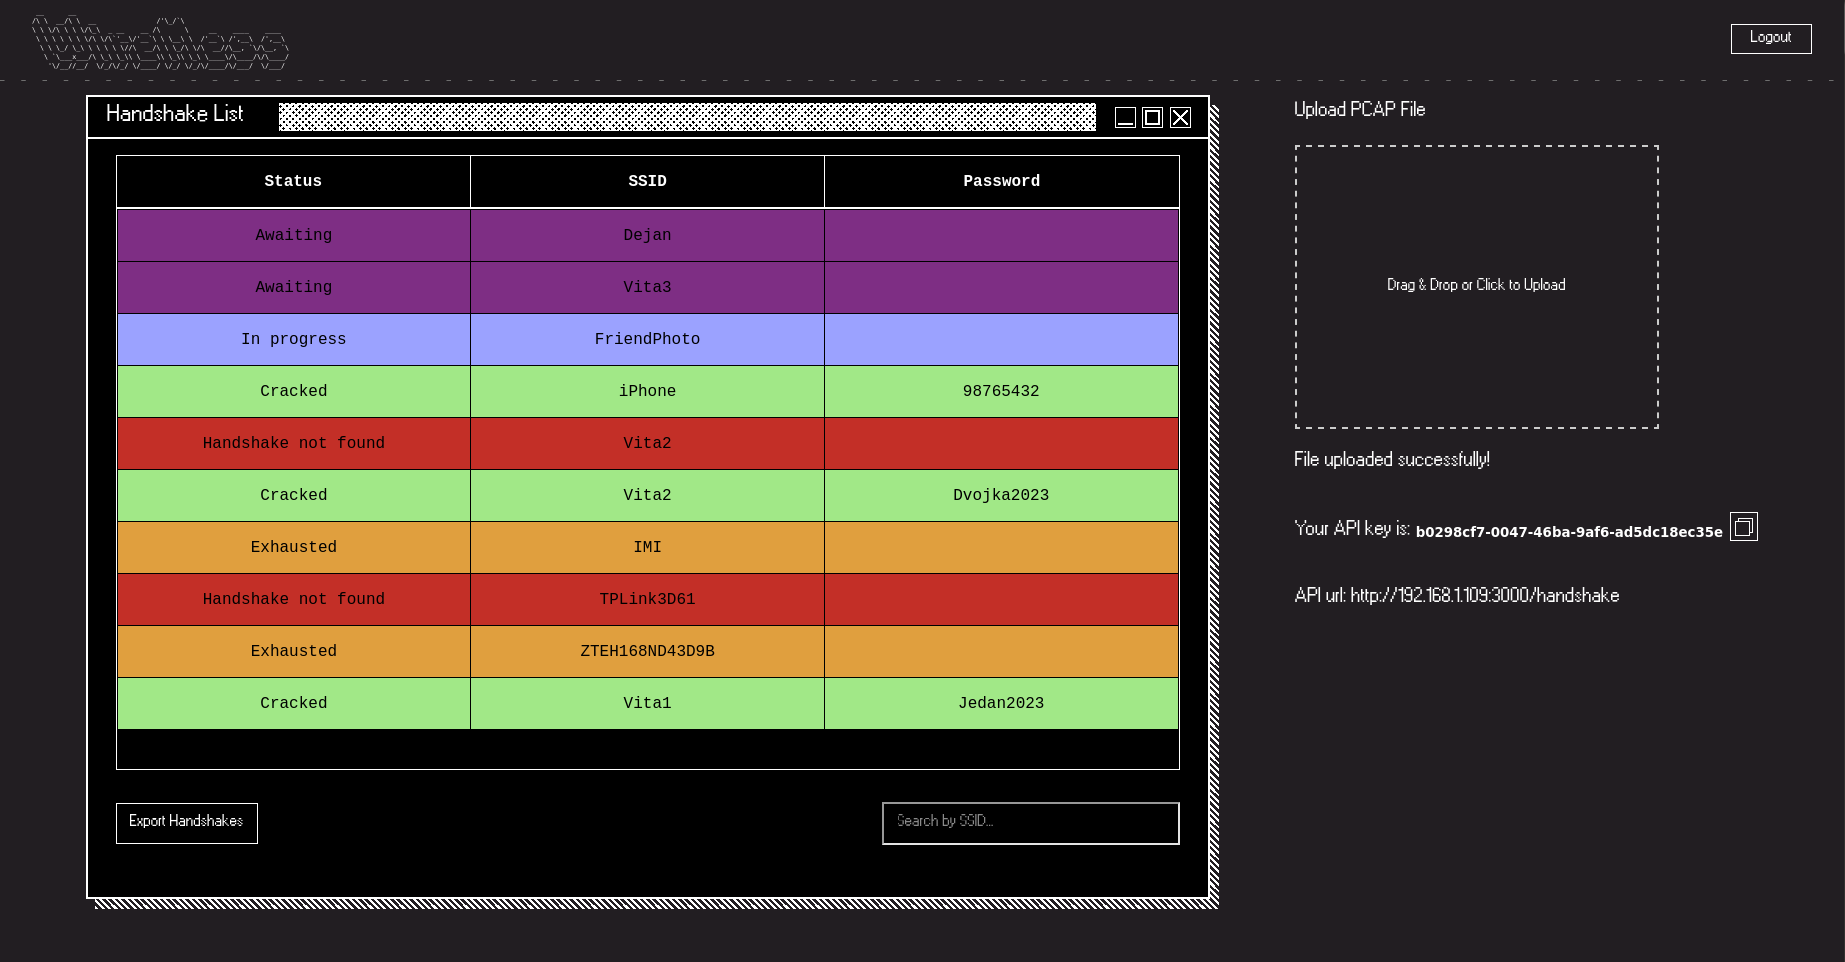 Logout
Handshake List
Status SSID Password
Awaiting Dejan
Awaiting Vita3
In progress FriendPhoto
Cracked iPhone 98765432
Handshake not found Vita2
Cracked Vita2 Dvojka2023
Exhausted IMI
Handshake not found TPLink3D61
Exhausted ZTEH168ND43D9B
Cracked Vita1 Jedan2023
Export Handshakes
Search by SSID...
Upload PCAP File
Drag & Drop or Click to Upload
File uploaded successfully!
Your API key is: b0298cf7-0047-46ba-9af6-ad5dc18ec35e
API url: http://192.168.1.109:3000/handshake